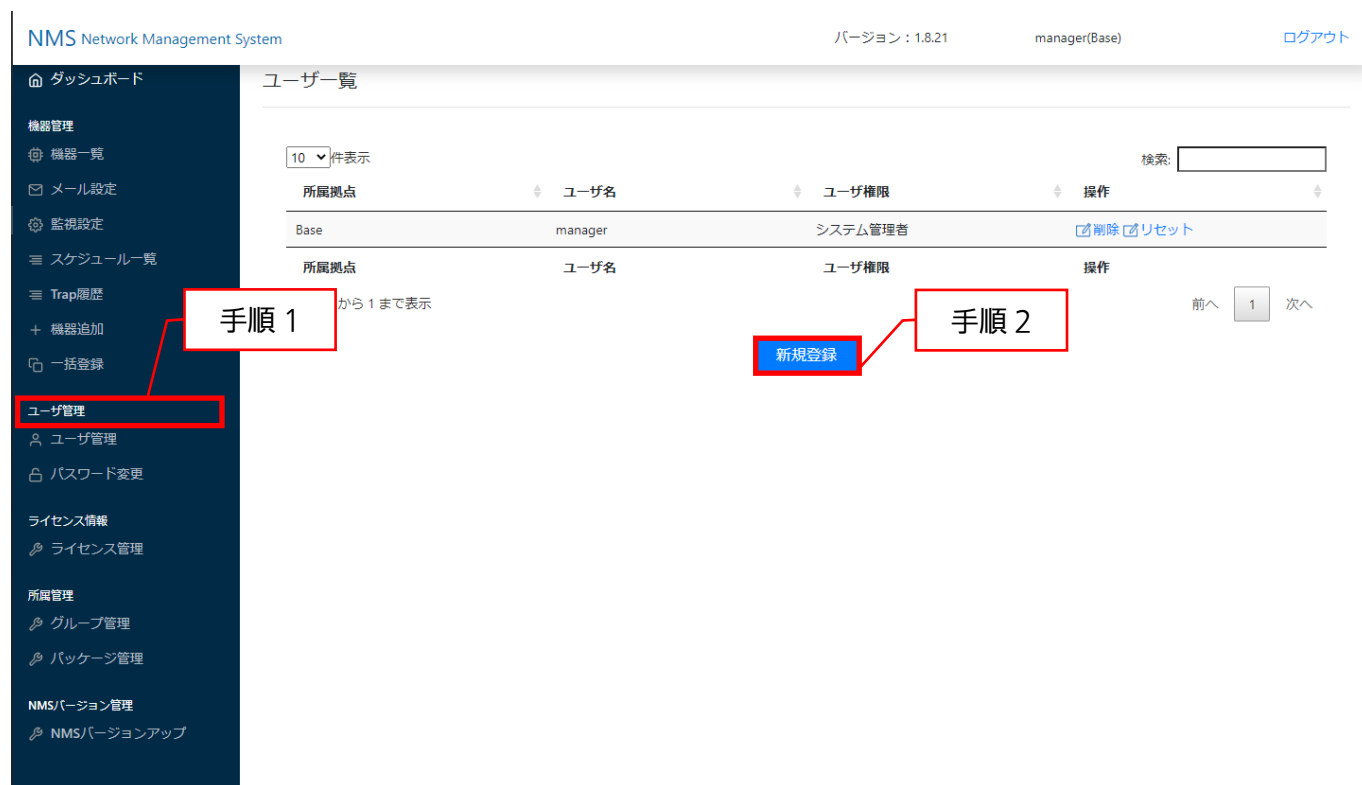 NMS Network Management System バージョン：1.8.21 manager(Base) ログアウト
ダッシュボード
機器管理
機器一覧
メール設定
監視設定
スケジュール一覧
Trap履歴
機器追加
一括登録
ユーザ管理
ユーザ管理
パスワード変更
ライセンス情報
ライセンス管理
所属管理
グループ管理
パッケージ管理
NMSバージョン管理
NMSバージョンアップ
ユーザ一覧
10 件表示 検索:
所属拠点 ユーザ名 ユーザ権限 操作
Base manager システム管理者 削除 リセット
所属拠点 ユーザ名 ユーザ権限 操作
から 1 まで表示 前へ 1 次へ
手順１
手順２
新規登録